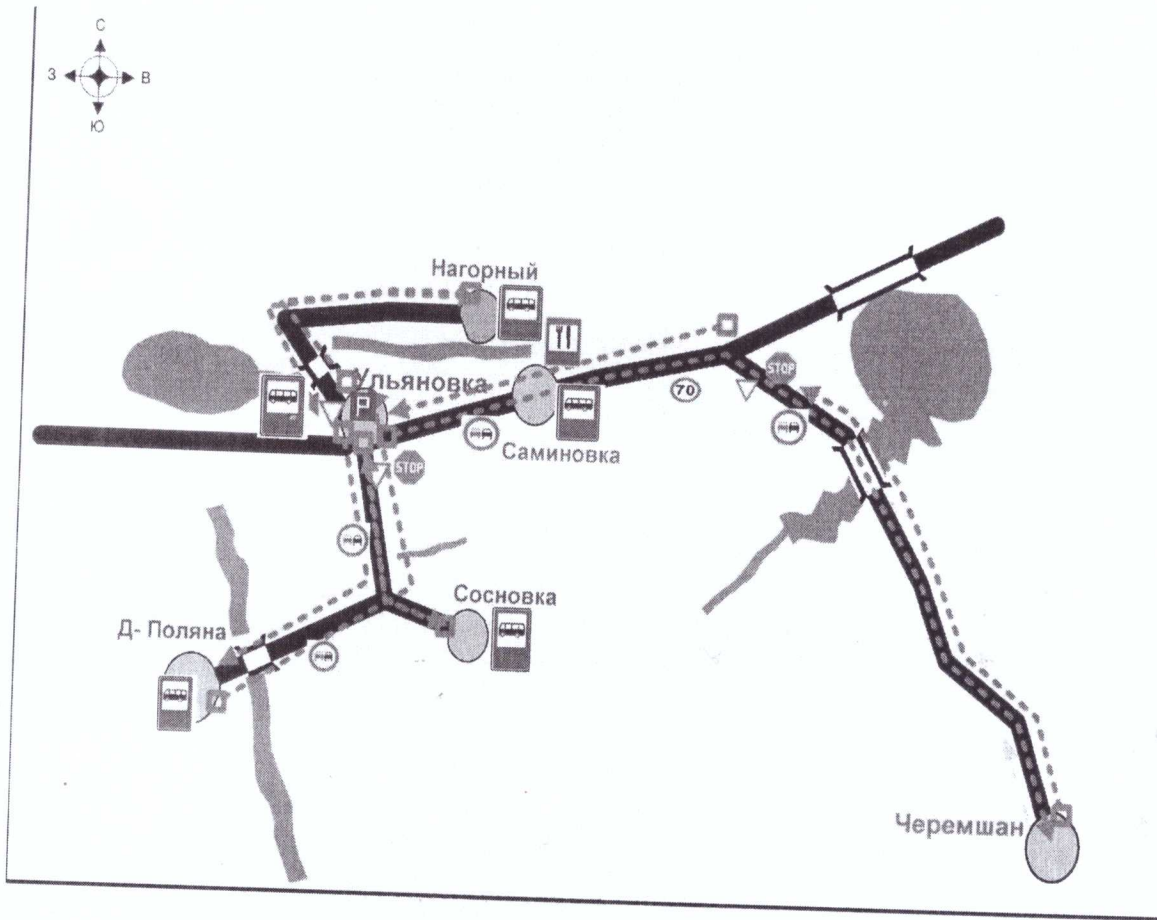 С
З В
Ю
Нагорный
Ульяновка
P
STOP
70
Саминовка
STOP
Сосновка
Д- Поляна
Черемшан